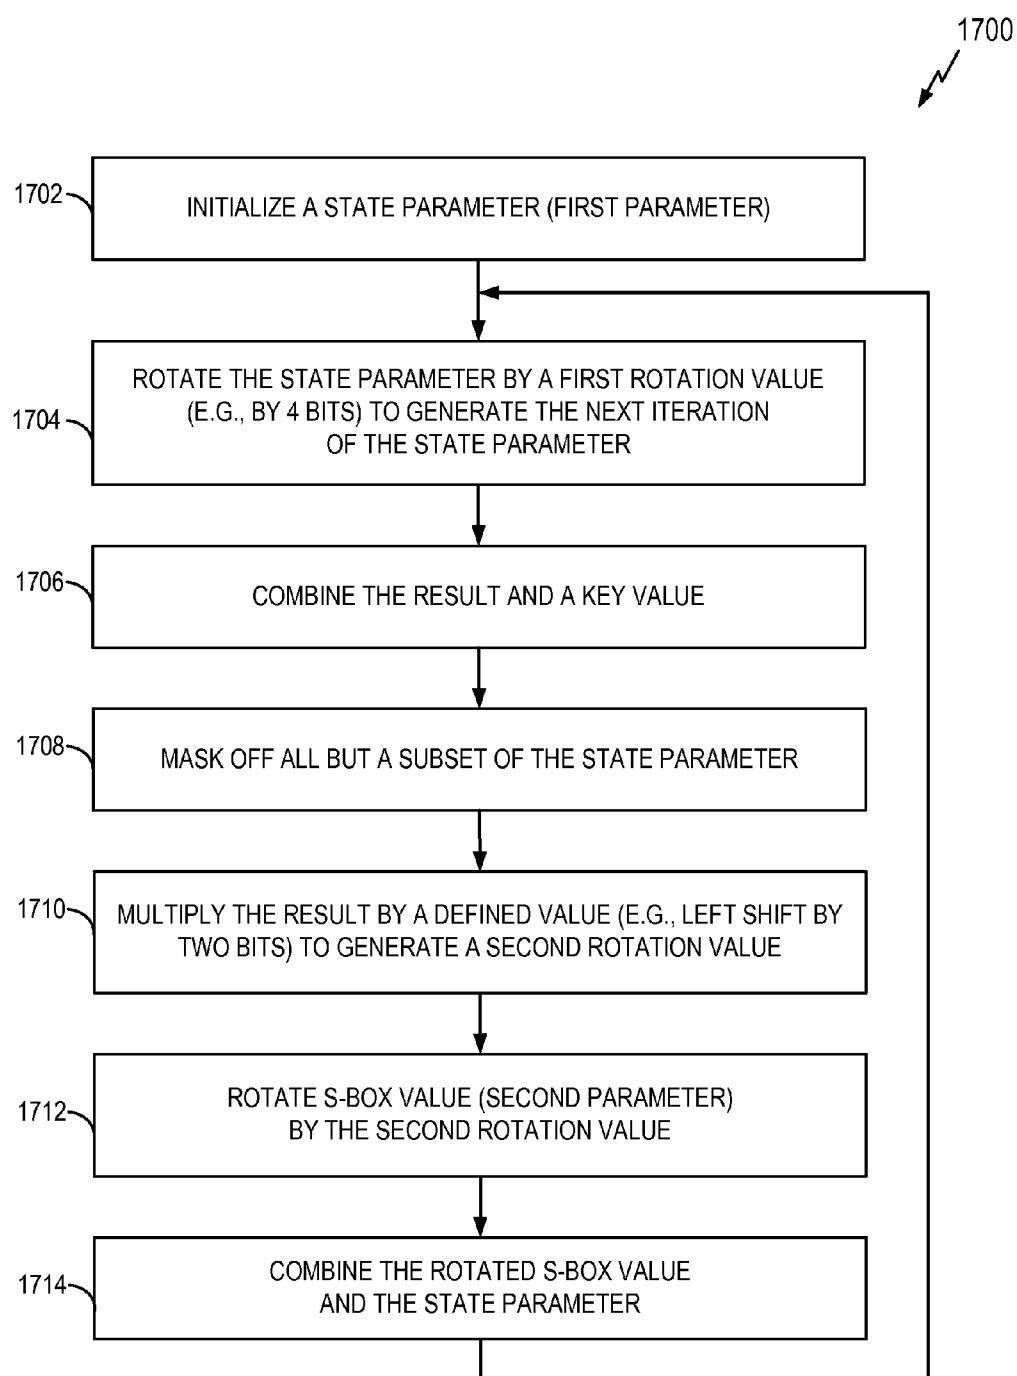 1700
1702
INITIALIZE A STATE PARAMETER (FIRST PARAMETER)
1704
ROTATE THE STATE PARAMETER BY A FIRST ROTATION VALUE
(E.G., BY 4 BITS) TO GENERATE THE NEXT ITERATION
OF THE STATE PARAMETER
1706
COMBINE THE RESULT AND A KEY VALUE
1708
MASK OFF ALL BUT A SUBSET OF THE STATE PARAMETER
1710
MULTIPLY THE RESULT BY A DEFINED VALUE (E.G., LEFT SHIFT BY
TWO BITS) TO GENERATE A SECOND ROTATION VALUE
1712
ROTATE S-BOX VALUE (SECOND PARAMETER)
BY THE SECOND ROTATION VALUE
1714
COMBINE THE ROTATED S-BOX VALUE
AND THE STATE PARAMETER